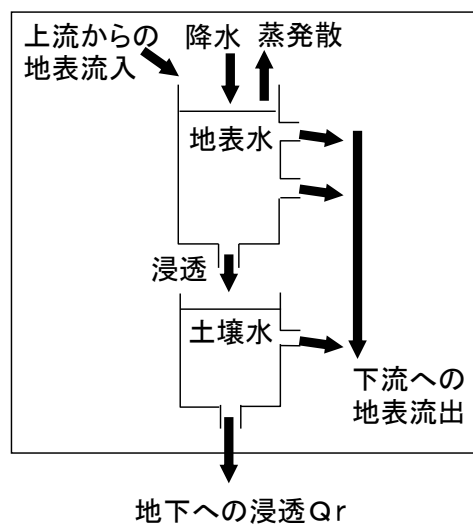 上流からの
地表流入
降水
蒸発散
地表水
浸透
土壌水
下流への
地表流出
地下への浸透Ｑｒ